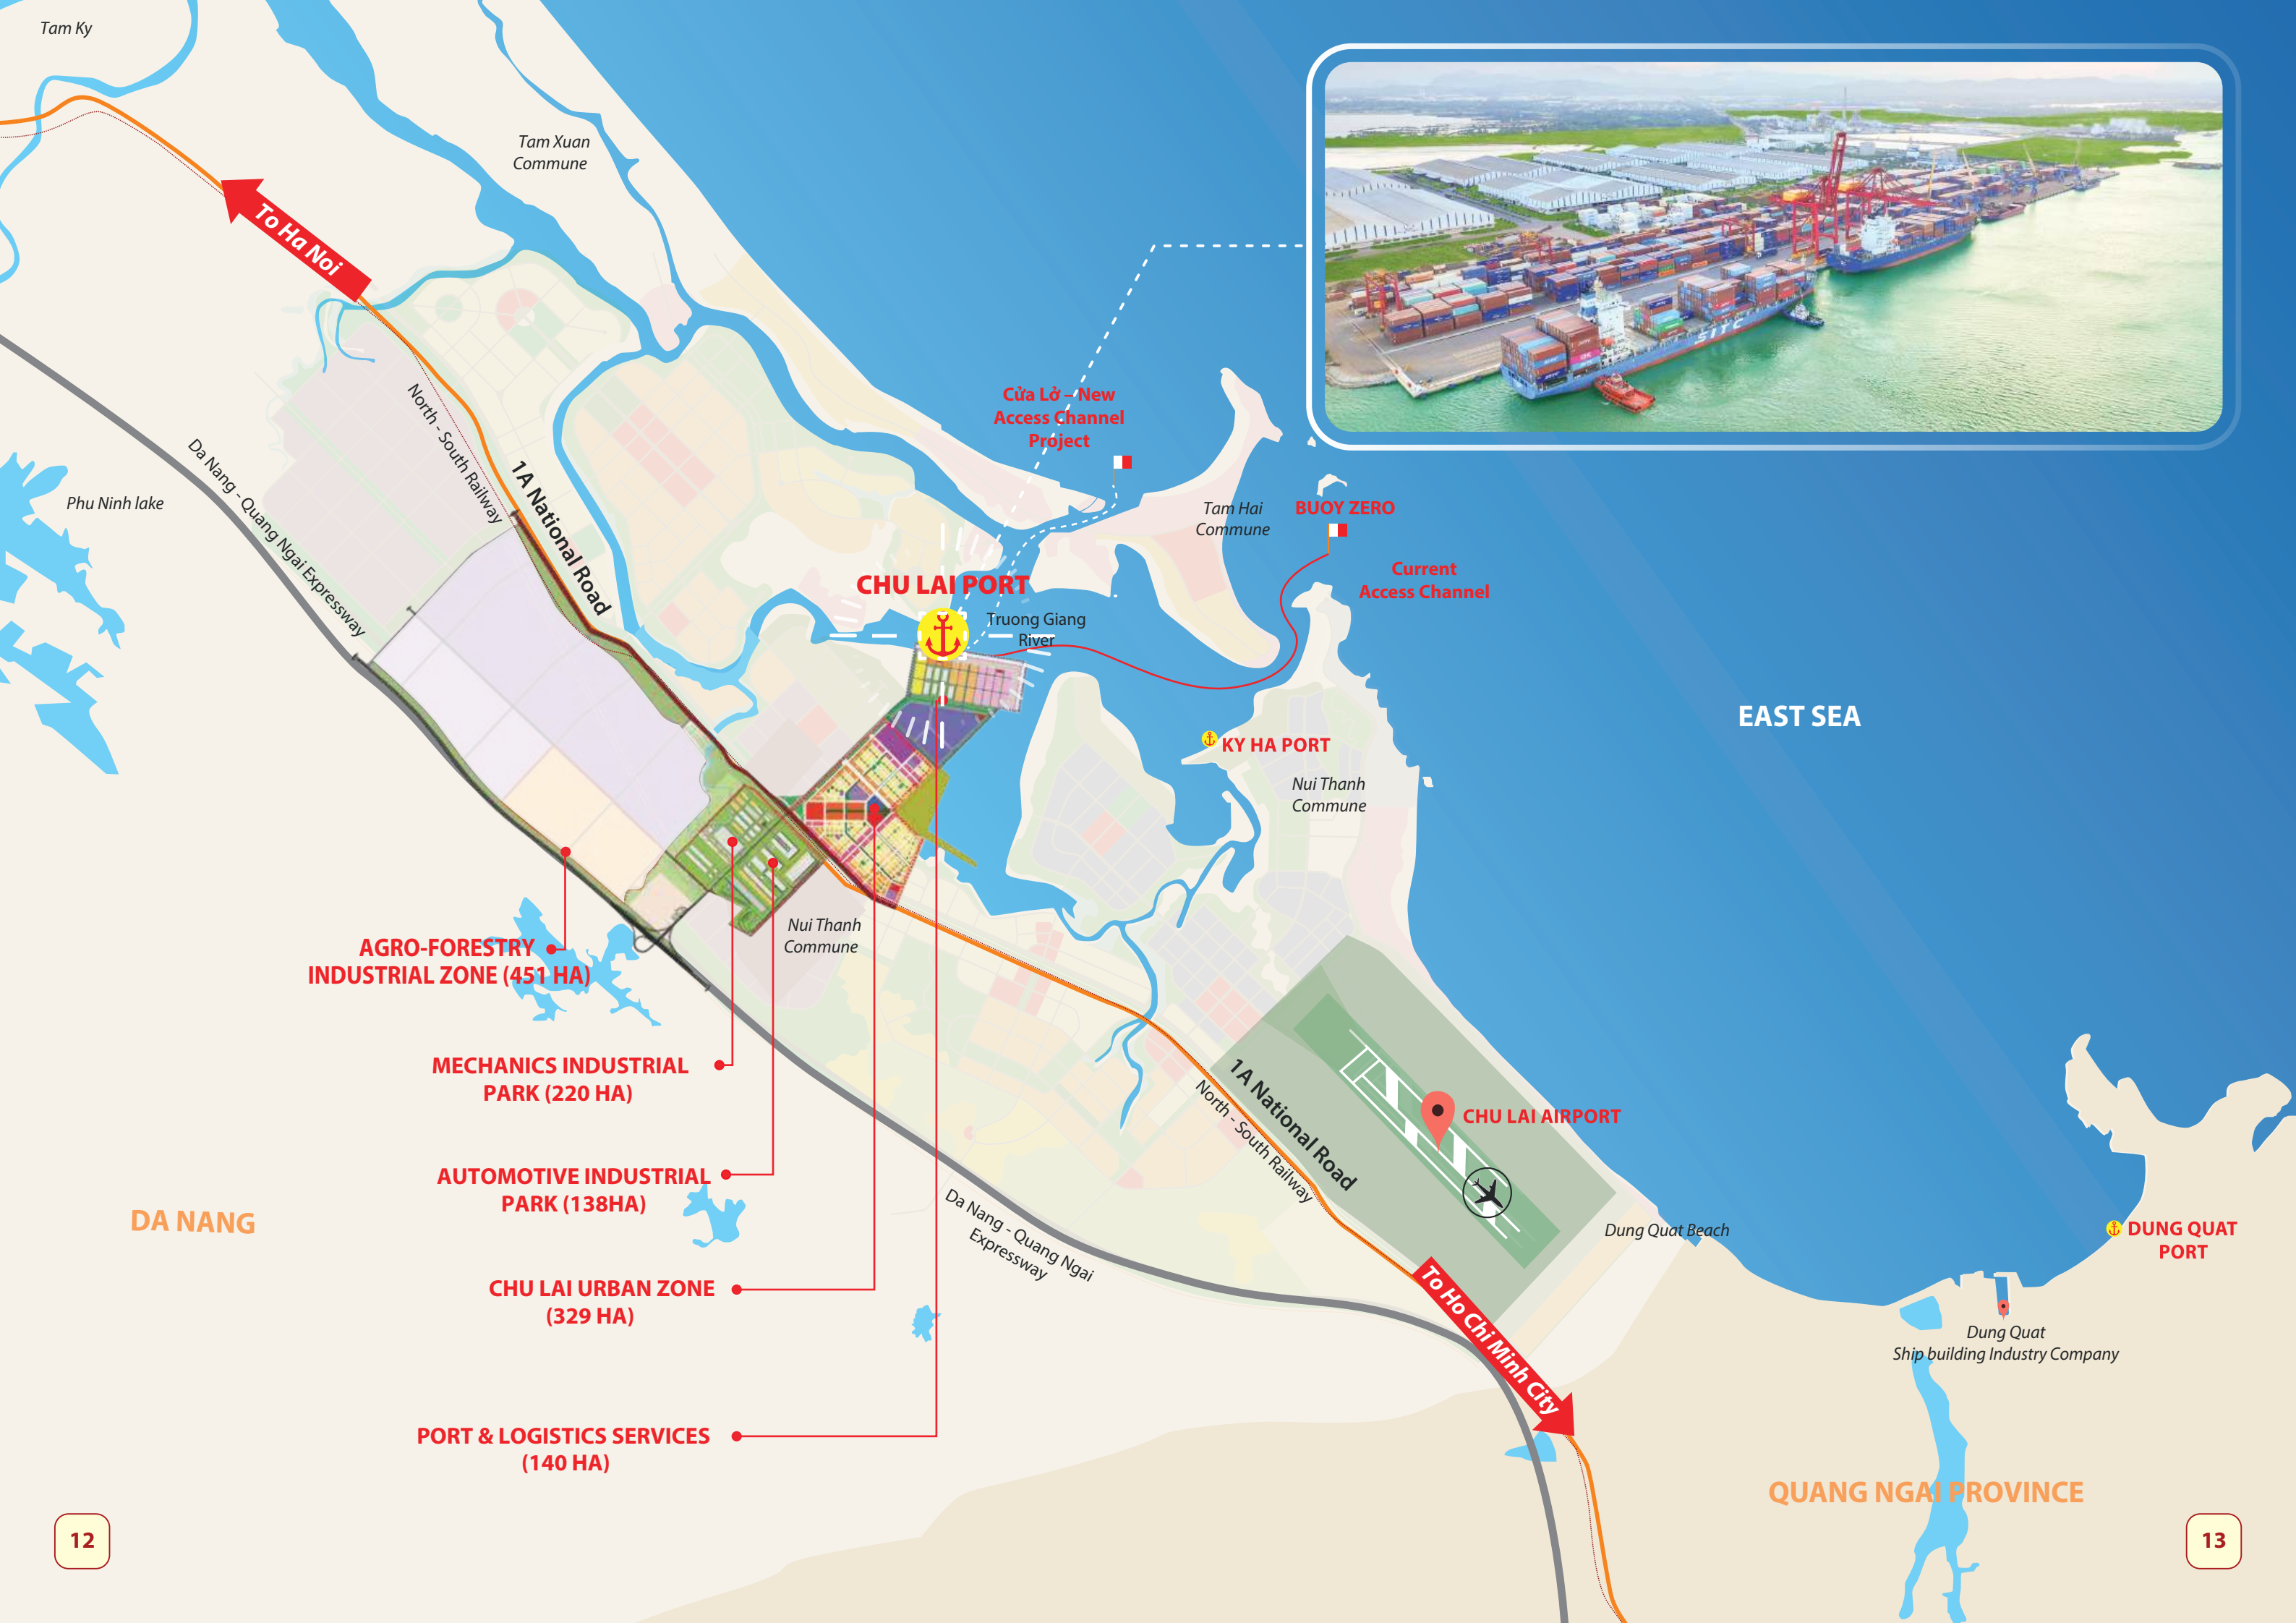 Tam Ky
Tam Xuan
Commune
To Ha Noi
North - South Railway
1A National Road
Da Nang - Quang Ngai Expressway
Phu Ninh lake
Cửa Lở – New
Access Channel
Project
Tam Hai
Commune
BUOY ZERO
Current
Access Channel
CHU LAI PORT
Truong Giang
River
SITC
EAST SEA
KY HA PORT
Nui Thanh
Commune
Nui Thanh
Commune
AGRO-FORESTRY
INDUSTRIAL ZONE (451 HA)
MECHANICS INDUSTRIAL
PARK (220 HA)
AUTOMOTIVE INDUSTRIAL
PARK (138HA)
CHU LAI URBAN ZONE
(329 HA)
PORT & LOGISTICS SERVICES
(140 HA)
DA NANG
Da Nang - Quang Ngai
Expressway
1A National Road
North - South Railway
CHU LAI AIRPORT
Dung Quat Beach
To Ho Chi Minh City
DUNG QUAT
PORT
Dung Quat
Ship building Industry Company
QUANG NGAI PROVINCE
12
13